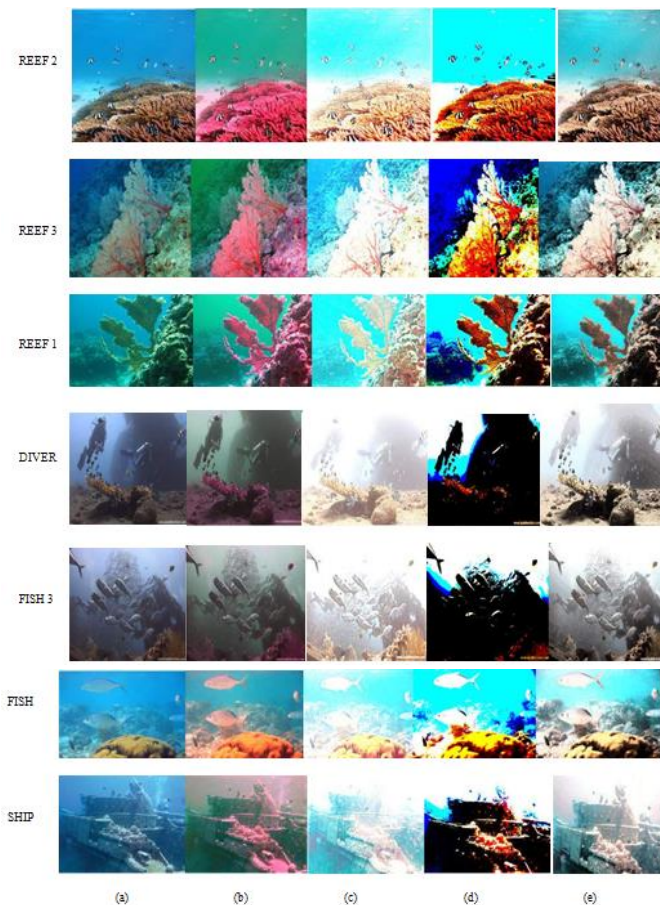 REEF 2
REEF 3
REEF 1
DIVER
FISH 3
FISH
SHIP
(a) (b) (c) (d) (e)